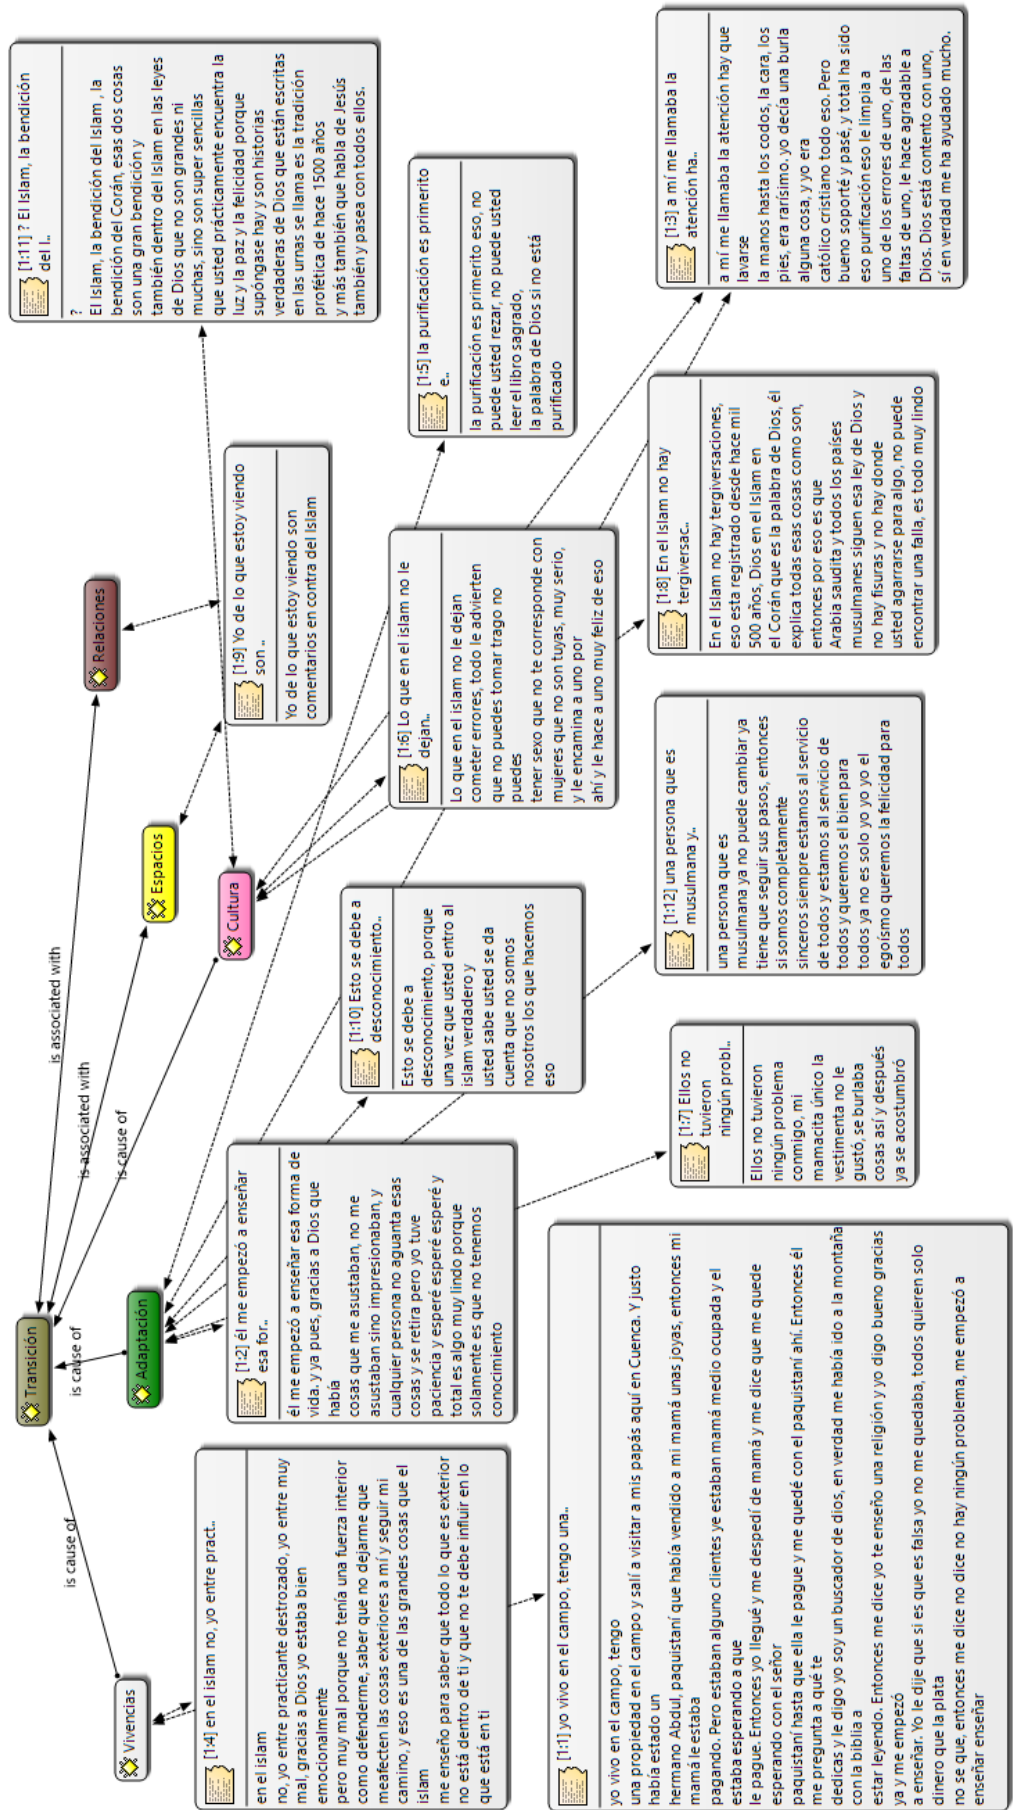 Transición
Relaciones
Espacios
Cultura
Adaptación
Vivencias
is associated with
is associated with
is cause of
is cause of
is cause of
[1:4] en el islam no, yo entre pract..
en el islam
no, yo entre practicante destrozado, yo entre muy
mal, gracias a Dios yo estaba bien
emocionalmente
pero muy mal porque no tenía una fuerza interior
como defenderme, saber que no dejarme que
meafecten las cosas exteriores a mí y seguir mi
camino, y eso es una de las grandes cosas que el
islam
me enseño para saber que todo lo que es exterior
no está dentro de ti y que no te debe influir en lo
que está en ti
[1:2] él me empezó a enseñar
esa for..
él me empezó a enseñar esa forma de
vida. y ya pues, gracias a Dios que
había
cosas que me asustaban, no me
asustaban sino impresionaban, y
cualquier persona no aguanta esas
cosas y se retira pero yo tuve
paciencia y esperé esperé esperé y
total es algo muy lindo porque
solamente es que no tenemos
conocimiento
[1:9] Yo de lo que estoy viendo
son ..
Yo de lo que estoy viendo son
comentarios en contra del Islam
[1:11] ? El Islam, la bendición
del I..
?
El Islam, la bendición del Islam , la
bendición del Corán, esas dos cosas
son una gran bendición y
también dentro del Islam en las leyes
de Dios que no son grandes ni
muchas, sino son super sencillas
que usted prácticamente encuentra la
luz y la paz y la felicidad porque
supóngase hay y son historias
verdaderas de Dios que están escritas
en las urnas se llama es la tradición
profética de hace 1500 años
y más también que habla de Jesús
también y pasea con todos ellos.
[1:10] Esto se debe a
desconocimiento..
Esto se debe a
desconocimiento, porque
una vez que usted entro al
islam verdadero y
usted sabe usted se da
cuenta que no somos
nosotros los que hacemos
eso
[1:6] Lo que en el islam no le
dejan..
Lo que en el islam no le dejan
cometer errores, todo le advierten
que no puedes tomar trago no
puedes
tener sexo que no te corresponde con
mujeres que no son tuyas, muy serio,
y le encamina a uno por
ahí y le hace a uno muy feliz de eso
[1:5] la purificación es primerito
e..
la purificación es primerito eso, no
puede usted rezar, no puede usted
leer el libro sagrado,
la palabra de Dios si no está
purificado
[1:1] yo vivo en el campo, tengo una..
yo vivo en el campo, tengo
una propiedad en el campo y salí a visitar a mis papás aquí en Cuenca. Y justo
había estado un
hermano Abdul, paquistaní que había vendido a mi mamá unas joyas, entonces mi
mamá le estaba
pagando. Pero estaban alguno clientes ye estaban mamá medio ocupada y el
estaba esperando a que
le pague. Entonces yo llegué y me despedí de mamá y me dice que me quede
esperando con el señor
paquistaní hasta que ella le pague y me quedé con el paquistaní ahí. Entonces él
me pregunta a qué te
dedicas y le digo yo soy un buscador de dios, en verdad me había ido a la montaña
con la biblia a
estar leyendo. Entonces me dice yo te enseño una religión y yo digo bueno gracias
ya y me empezó
a enseñar. Yo le dije que si es que es falsa yo no me quedaba, todos quieren solo
dinero que la plata
no se que, entonces me dice no dice no hay ningún problema, me empezó a
enseñar enseñar
[1:7] Ellos no
tuvieron
ningún probl..
Ellos no tuvieron
ningún problema
conmigo, mi
mamacita único la
vestimenta no le
gustó, se burlaba
cosas así y después
ya se acostumbró
[1:12] una persona que es
musulmana y..
una persona que es
musulmana ya no puede cambiar ya
tiene que seguir sus pasos, entonces
si somos completamente
sinceros siempre estamos al servicio
de todos y estamos al servicio de
todos y queremos el bien para
todos ya no es solo yo yo yo el
egoísmo queremos la felicidad para
todos
[1:8] En el Islam no hay
tergiversac..
En el Islam no hay tergiversaciones,
eso esta registrado desde hace mil
500 años, Dios en el Islam en
el Corán que es la palabra de Dios, él
explica todas esas cosas como son,
entonces por eso es que
Arabia saudita y todos los países
musulmanes siguen esa ley de Dios y
no hay fisuras y no hay donde
usted agarrarse para algo, no puede
encontrar una falla, es todo muy lindo
[1:3] a mí me llamaba la
atención ha..
a mí me llamaba la atención hay que
lavarse
la manos hasta los codos, la cara, los
pies, era rarísimo. yo decía una burla
alguna cosa, y yo era
católico cristiano todo eso. Pero
bueno soporté y pasé, y total ha sido
eso purificación eso le limpia a
uno de los errores de uno, de las
faltas de uno, le hace agradable a
Dios. Dios está contento con uno,
sí en verdad me ha ayudado mucho.